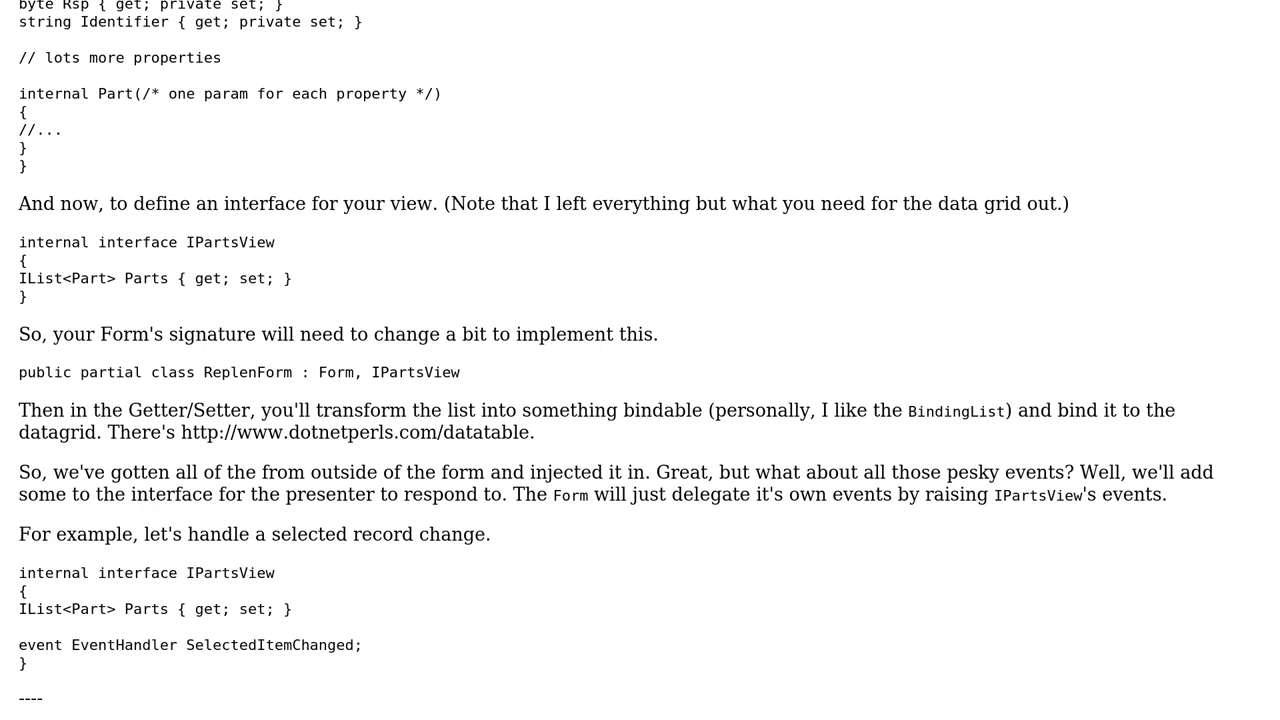 byte Rsp { get; private set; }
string Identifier { get; private set; }
// lots more properties
internal Part(/* one param for each property */)
{
//...
}
}
And now, to define an interface for your view. (Note that I left everything but what you need for the data grid out.)
internal interface IPartsView
{
IList<Part> Parts { get; set; }
}
So, your Form's signature will need to change a bit to implement this.
public partial class ReplenForm : Form, IPartsView
Then in the Getter/Setter, you'll transform the list into something bindable (personally, I like the BindingList) and bind it to the
datagrid. There's http://www.dotnetperls.com/datatable.
So, we've gotten all of the from outside of the form and injected it in. Great, but what about all those pesky events? Well, we'll add
some to the interface for the presenter to respond to. The Form will just delegate it's own events by raising IPartsView's events.
For example, let's handle a selected record change.
internal interface IPartsView
{
IList<Part> Parts { get; set; }
event EventHandler SelectedItemChanged;
}
----